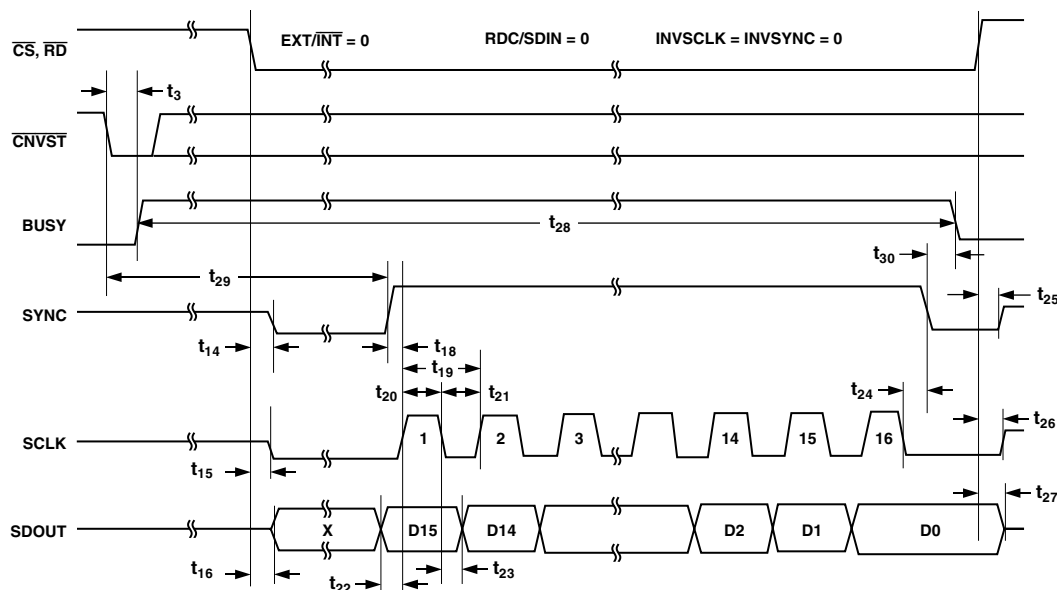 CS, RD
EXT/INT = 0
RDC/SDIN = 0
INVSCLK = INVSYNC = 0
t3
CNVST
BUSY
t28
t30
t29
t25
SYNC
t14
t18
t19
t20
t21
t24
t26
SCLK
1
2
3
14
15
16
t15
t27
SDOUT
X
D15
D14
D2
D1
D0
t16
t22
t23